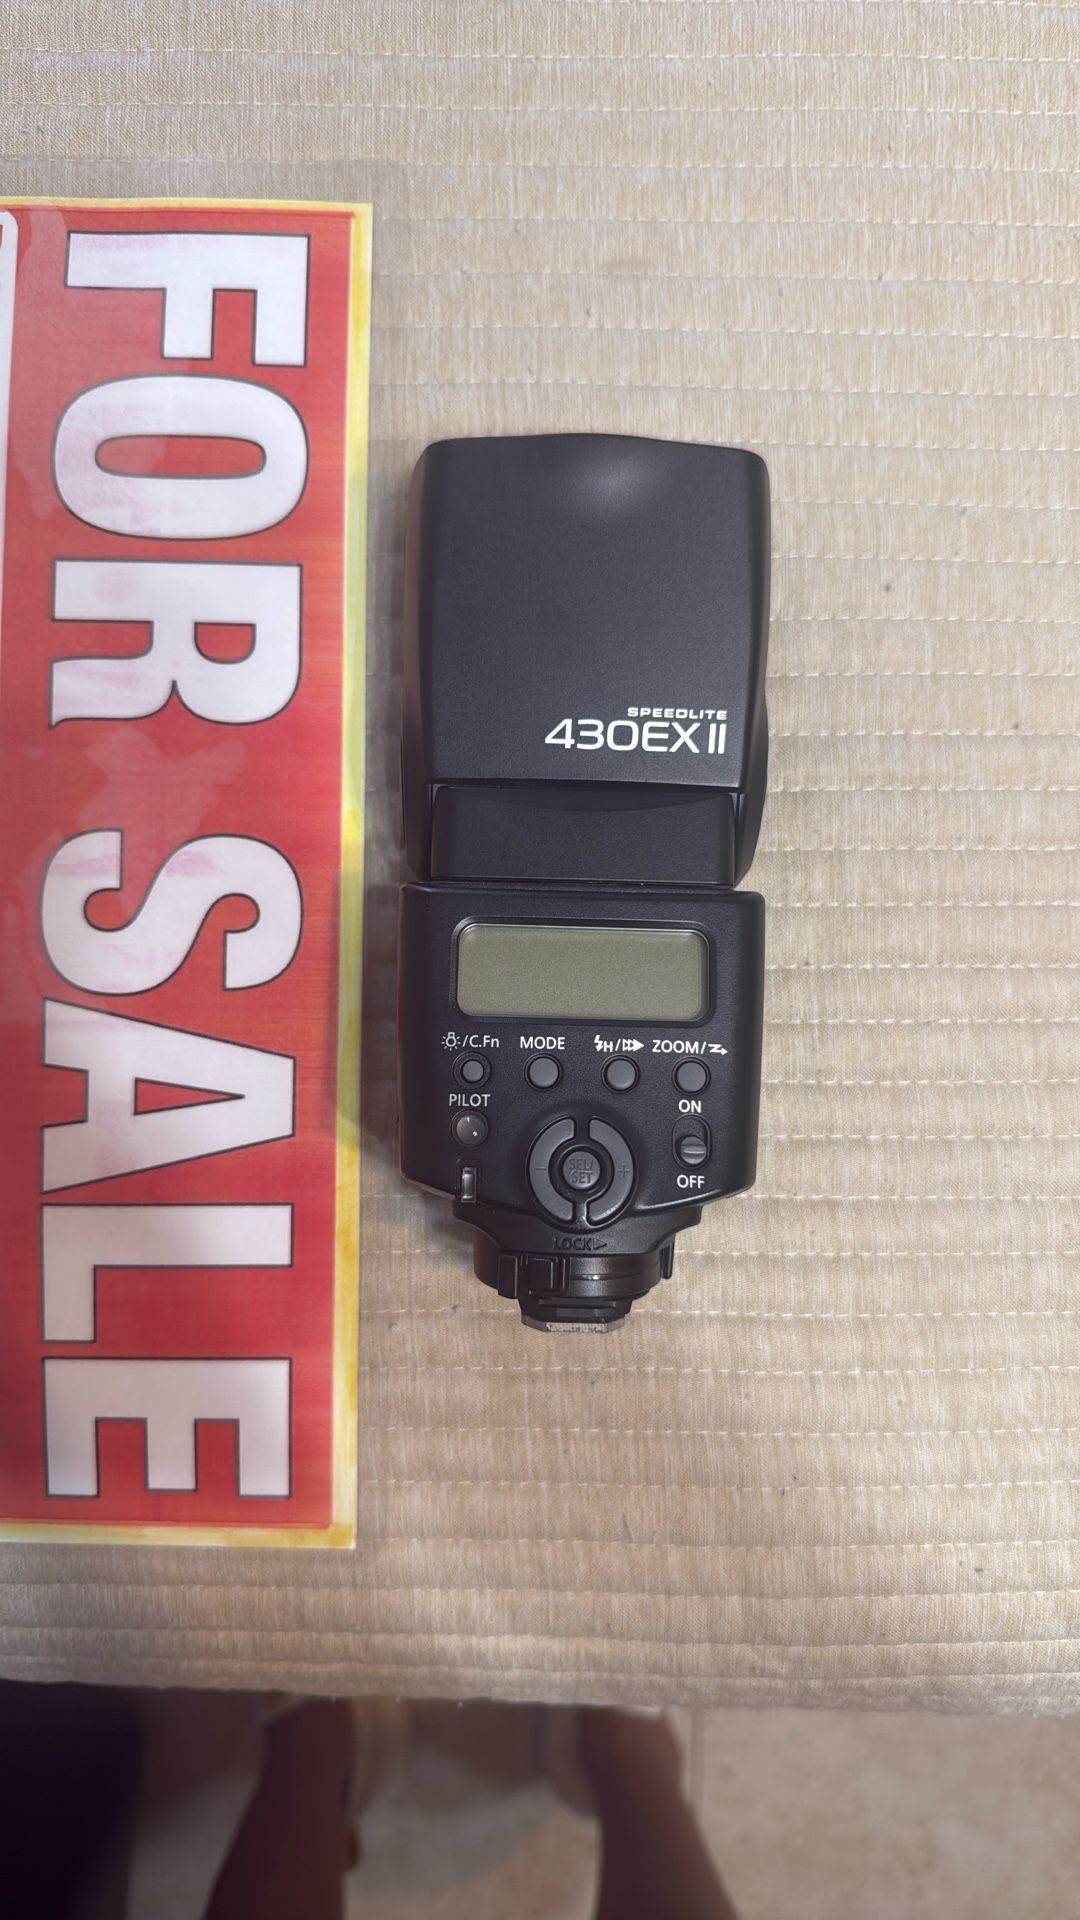 FOR SALE
SPEEDLITE
430EX II
/C.Fn MODE H/ ZOOM/
PILOT
ON
SEL/
SET
- +
OFF
LOCK